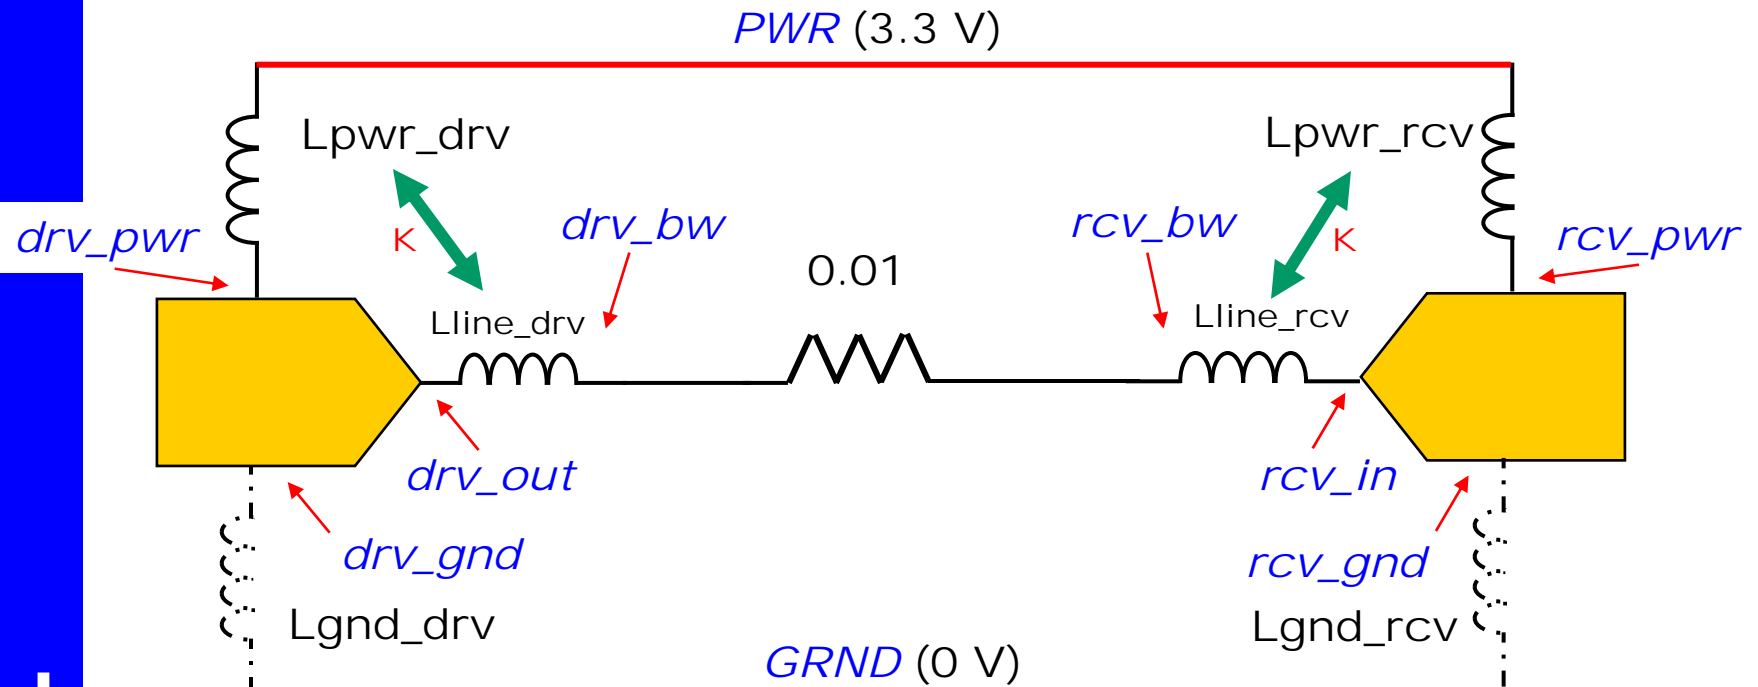 PWR (3.3 V)
Lpwr_drv
Lpwr_rcv
drv_pwr
K
drv_bw
rcv_bw
K
rcv_pwr
0.01
Lline_drv
Lline_rcv
drv_out
rcv_in
drv_gnd
rcv_gnd
Lgnd_drv
Lgnd_rcv
GRND (0 V)